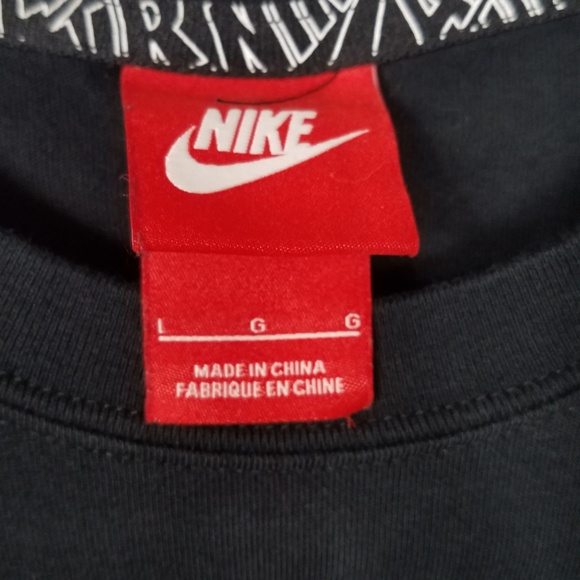 NIKE
L G G
MADE IN CHINA
FABRIQUE EN CHINE